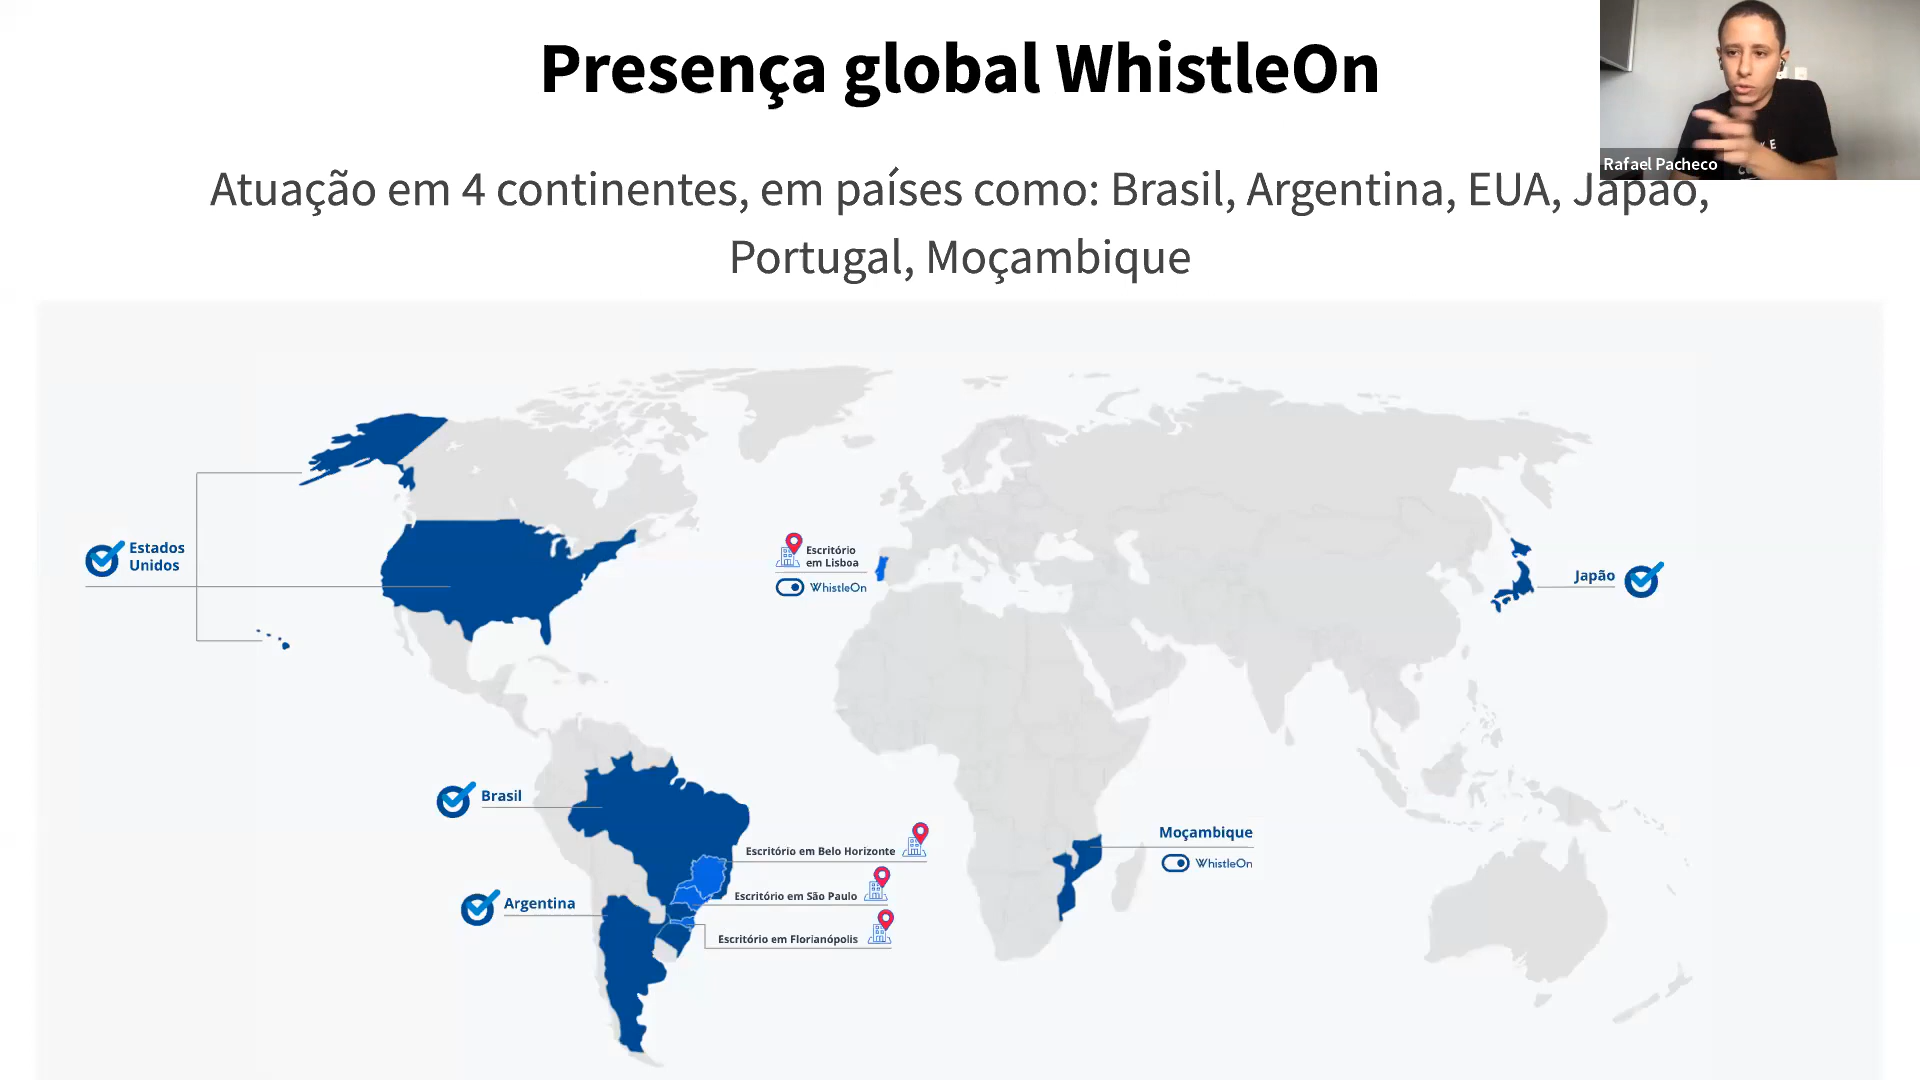 Presença global WhistleOn
Rafael Pacheco
Atuação em 4 continentes, em países como: Brasil, Argentina, EUA, Japão,
Portugal, Moçambique
Estados
Unidos
Escritório
em Lisboa
WhistleOn
Japão
Brasil
Moçambique
WhistleOn
Escritório em Belo Horizonte
Escritório em São Paulo
Argentina
Escritório em Florianópolis